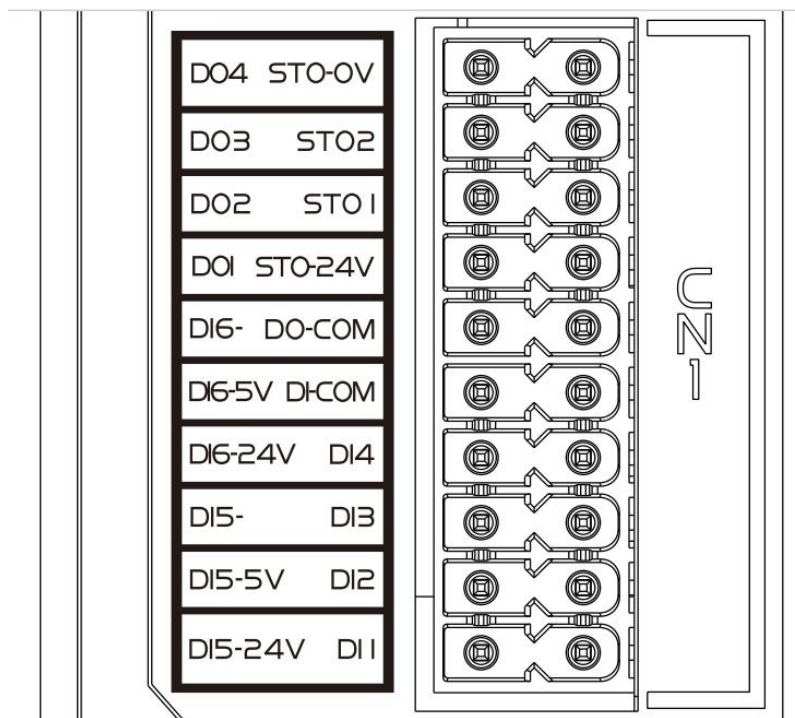 DO4 STO-0V
DO3 STO2
DO2 STO1
DO1 STO-24V
DI6- DO-COM
DI6-5V DI-COM
DI6-24V DI4
DI5- DI3
DI5-5V DI2
DI5-24V DI1
CN1